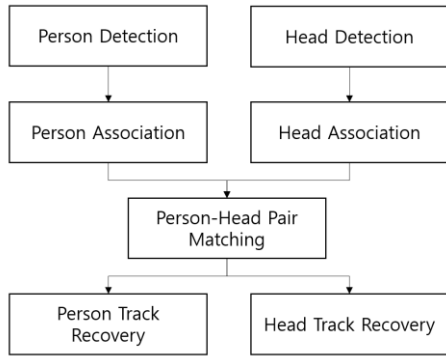 Person Detection
Head Detection
Person Association
Head Association
Person-Head Pair
Matching
Person Track
Recovery
Head Track Recovery